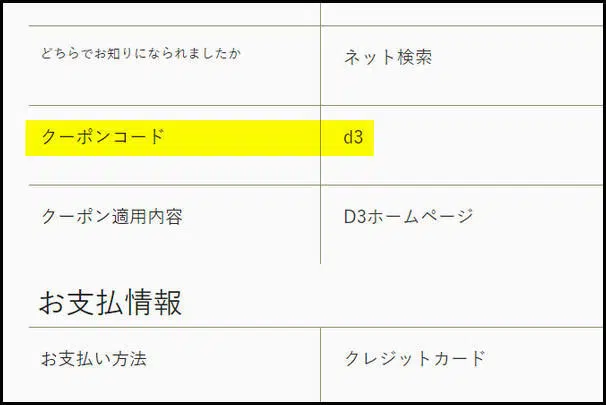 どちらでお知りになられましたか ネット検索
クーポンコード d3
クーポン適用内容 D3ホームページ
お支払情報
お支払い方法 クレジットカード